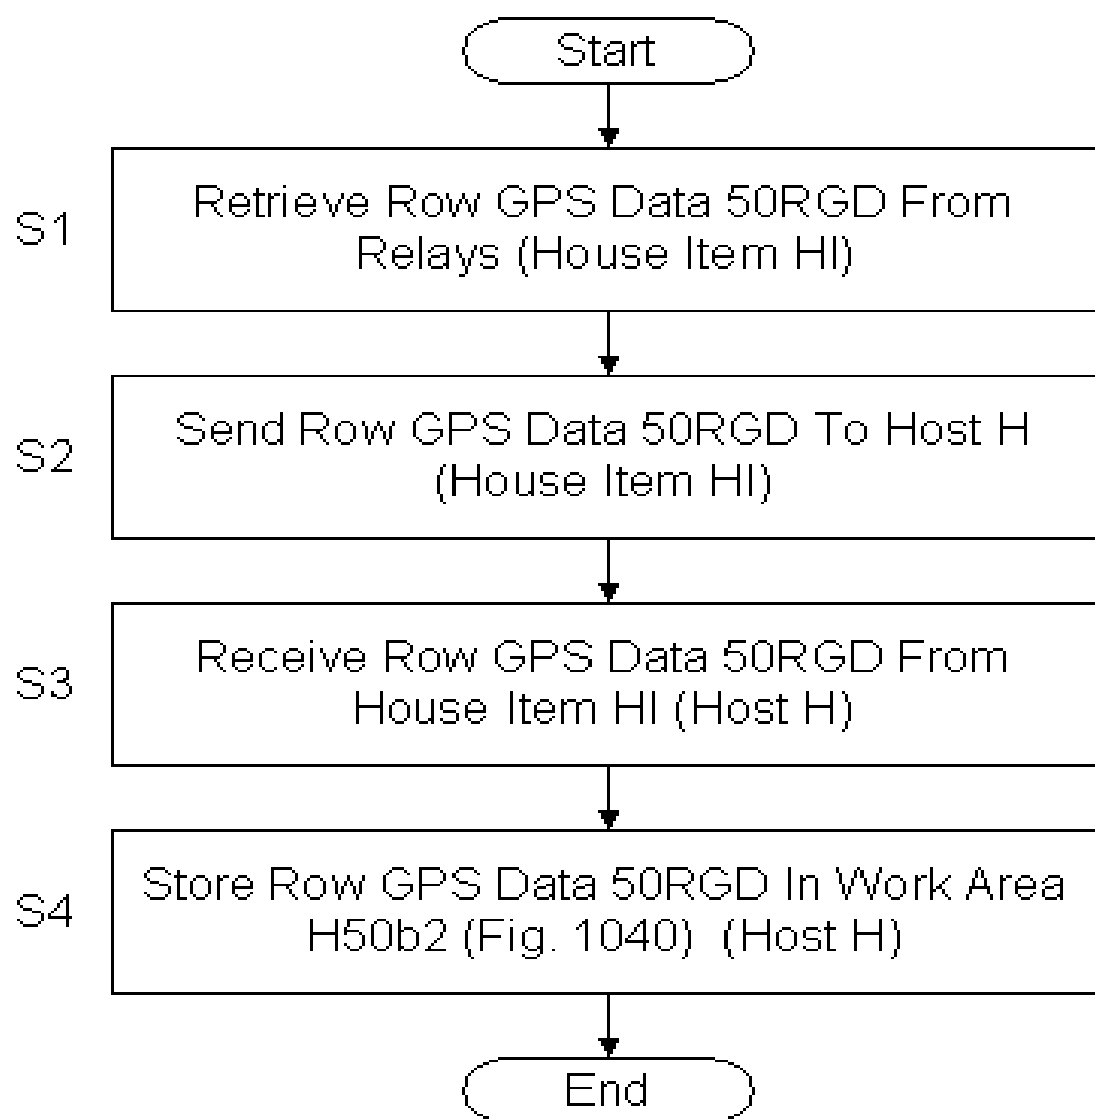 Start
S1
Retrieve Row GPS Data 50RGD From
Relays (House Item HI)
S2
Send Row GPS Data 50RGD To Host H
(House Item HI)
S3
Receive Row GPS Data 50RGD From
House Item HI (Host H)
S4
Store Row GPS Data 50RGD In Work Area
H50b2 (Fig. 1040) (Host H)
End